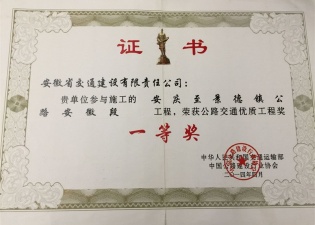 证书
安徽省交通建设有限责任公司：
贵单位参与施工的 安庆至景德镇公
路安徽段 工程，荣获公路交通优质工程奖
一等奖
中华人民共和国交通运输部
中国公路建设行业协会
二〇一四年四月